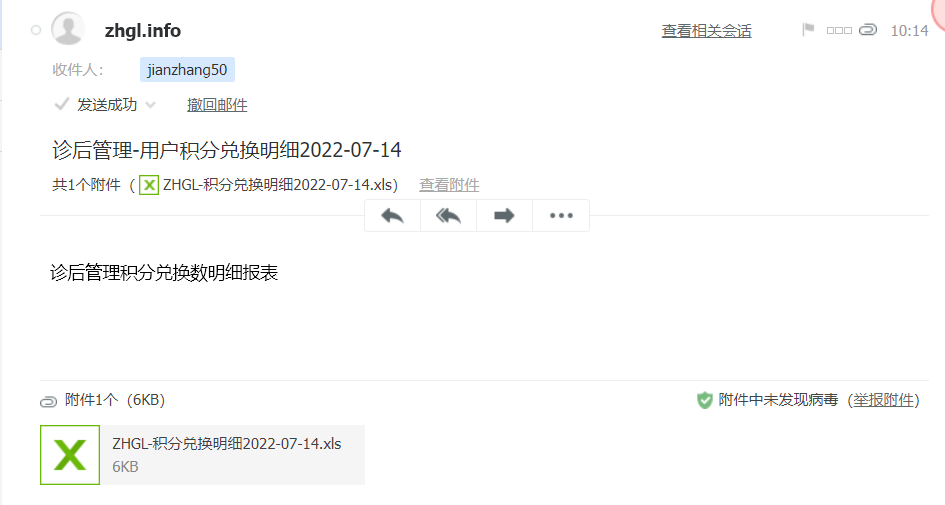 zhgl.info 查看相关会话 10:14
收件人： jianzhang50
发送成功 撤回邮件
诊后管理-用户积分兑换明细2022-07-14
共1个附件（ZHGL-积分兑换明细2022-07-14.xls） 查看附件
诊后管理积分兑换数明细报表
附件1个（6KB） 附件中未发现病毒（举报附件）
ZHGL-积分兑换明细2022-07-14.xls
6KB